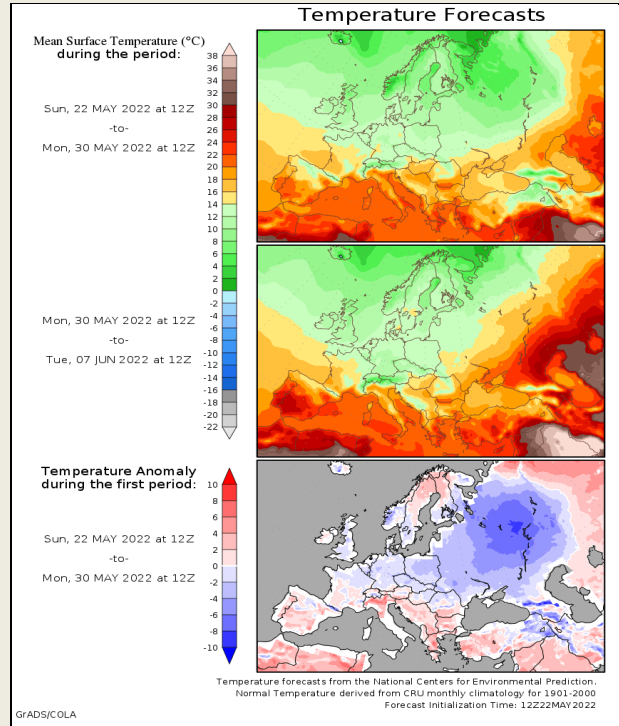 Temperature Forecasts
Mean Surface Temperature (°C)
during the period:
Sun, 22 MAY 2022 at 12Z
-to-
Mon, 30 MAY 2022 at 12Z
38
36
34
32
30
28
26
24
22
20
18
16
14
12
10
8
6
4
2
0
-2
-4
-6
-8
-10
-12
-14
-16
-18
-20
-22
Mon, 30 MAY 2022 at 12Z
-to-
Tue, 07 JUN 2022 at 12Z
Temperature Anomaly
during the first period:
Sun, 22 MAY 2022 at 12Z
-to-
Mon, 30 MAY 2022 at 12Z
10
8
6
4
2
0
-2
-4
-6
-8
-10
Temperature forecasts from the National Centers for Environmental Prediction.
Normal Temperature derived from CRU monthly climatology for 1901-2000
Forecast Initialization Time: 12Z22MAY2022
GrADS/COLA